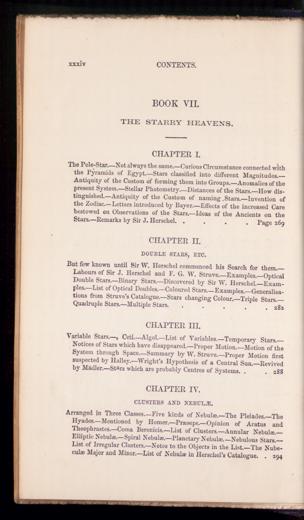 xxxiv CONTENTS.
BOOK VII.
THE STARRY HEAVENS.
CHAPTER I.
The Pole-Star.—Not always the same.—Curious Circumstance connected with
the Pyramids of Egypt.—Stars classified into different Magnitudes.—
Antiquity of the Custom of forming them into Groups.—Anomalies of the
present System.—Stellar Photometry.—Distances of the Stars.—How dis-
tinguished.—Antiquity of the Custom of naming Stars.—Invention of
the Zodiac.—Letters introduced by Bayer.—Effects of the increased Care
bestowed on Observations of the Stars.—Ideas of the Ancients on the
Stars.—Remarks by Sir J. Herschel. . . . . Page 269
CHAPTER II.
DOUBLE STARS, ETC.
But few known until Sir W. Herschel commenced his Search for them.—
Labours of Sir J. Herschel and F. G. W. Struve.—Examples.—Optical
Double Stars.—Binary Stars.—Discovered by Sir W. Herschel.—Exam-
ples.—List of Optical Doubles.—Coloured Stars.—Examples.—Generalisa-
tions from Struve's Catalogue.—Stars changing Colour.—Triple Stars.—
Quadruple Stars.—Multiple Stars. . . . . . 282
CHAPTER III.
Variable Stars.—, Ceti.—Algol.—List of Variables.—Temporary Stars.—
Notices of Stars which have disappeared.—Proper Motion.—Motion of the
System through Space.—Summary by W. Struve.—Proper Motion first
suspected by Halley.—Wright's Hypothesis of a Central Sun.—Revived
by Mädler.—Stars which are probably Centres of Systems. . . 288
CHAPTER IV.
CLUSTERS AND NEBULÆ.
Arranged in Three Classes.—Five kinds of Nebulæ.—The Pleiades.—The
Hyades.—Mentioned by Homer.—Præsepe.—Opinion of Aratus and
Theophrastus.—Coma Berenicis.—List of Clusters.—Annular Nebulæ.—
Elliptic Nebulæ.—Spiral Nebulæ.—Planetary Nebulæ.—Nebulous Stars.—
List of Irregular Clusters.—Notes to the Objects in the List.—The Nube-
culæ Major and Minor.—List of Nebulæ in Herschel's Catalogue. . 294